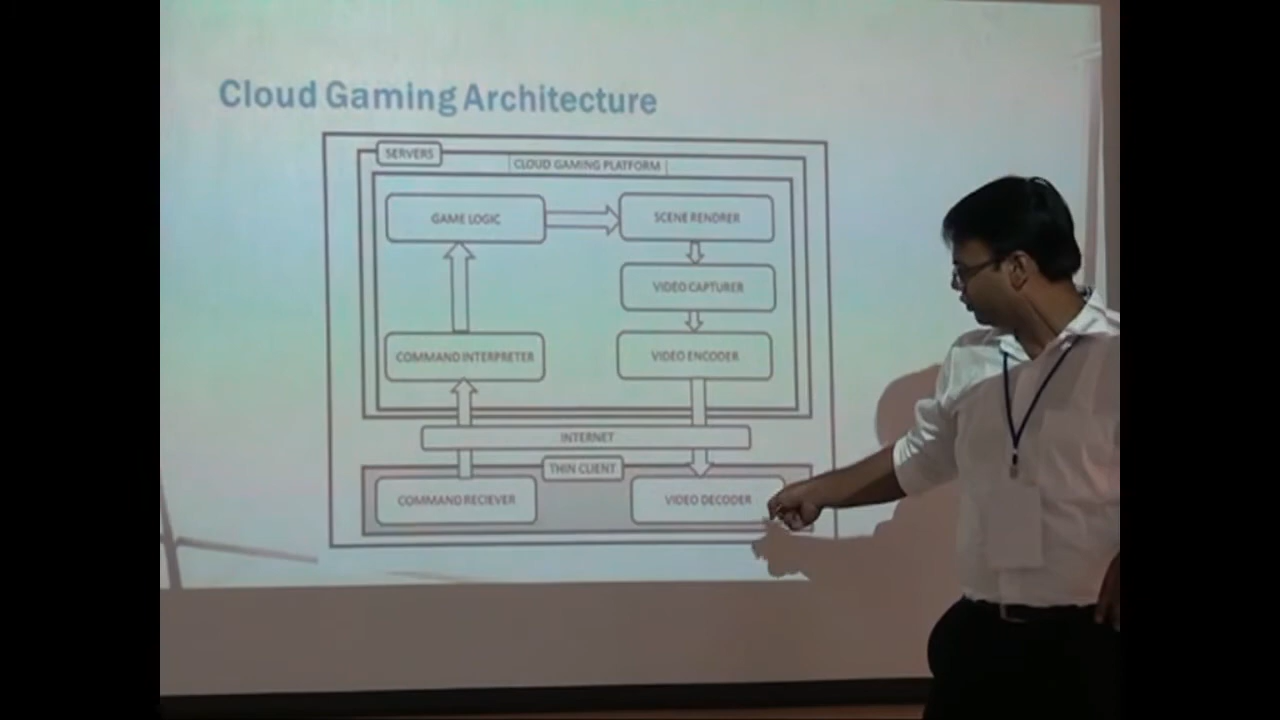 Cloud Gaming Architecture
SERVERS
CLOUD GAMING PLATFORM
GAME LOGIC
SCENE RENDRER
VIDEO CAPTURER
COMMAND INTERPRETER
VIDEO ENCODER
INTERNET
THIN CLIENT
COMMAND RECIEVER
VIDEO DECODER